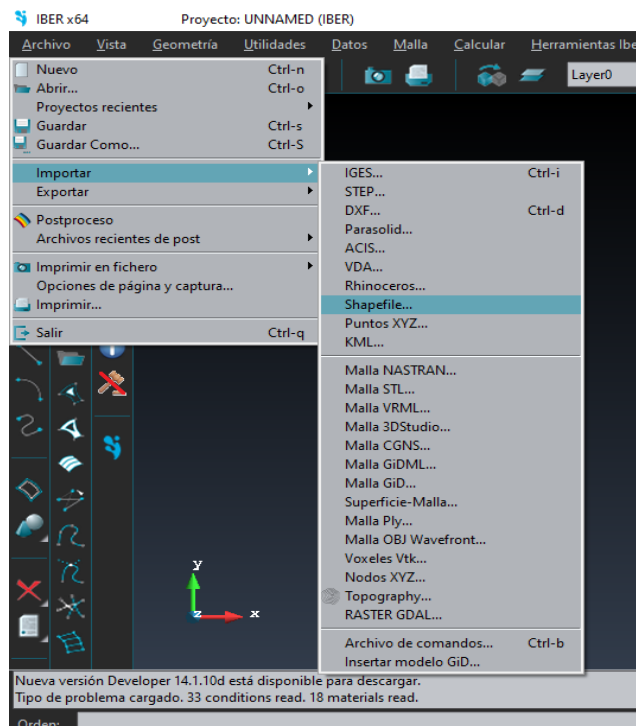 IBER x64 Proyecto: UNNAMED (IBER)
Archivo Vista Geometría Utilidades Datos Malla Calcular Herramientas Ibe
Layer0
Nuevo Ctrl-n
Abrir... Ctrl-o
Proyectos recientes
Guardar Ctrl-s
Guardar Como... Ctrl-S
Importar
Exportar
Postproceso
Archivos recientes de post
Imprimir en fichero
Opciones de página y captura...
Imprimir...
Salir Ctrl-q
IGES... Ctrl-i
STEP...
DXF... Ctrl-d
Parasolid...
ACIS...
VDA...
Rhinoceros...
Shapefile...
Puntos XYZ...
KML...
Malla NASTRAN...
Malla STL...
Malla VRML...
Malla 3DStudio...
Malla CGNS...
Malla GiDML...
Malla GiD...
Superficie-Malla...
Malla Ply...
Malla OBJ Wavefront...
Voxeles Vtk...
Nodos XYZ...
Topography...
RASTER GDAL...
Archivo de comandos... Ctrl-b
Insertar modelo GiD...
y
z x
Nueva versión Developer 14.1.10d está disponible para descargar.
Tipo de problema cargado. 33 conditions read. 18 materials read.
Orden: